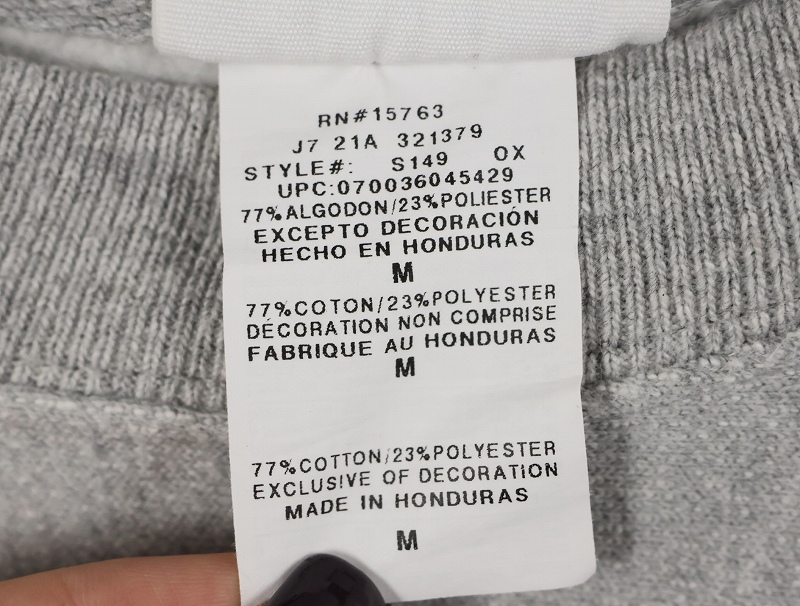 RN#15763
J7 21A 321379
STYLE#: S149 OX
UPC:070036045429
77%ALGODON/23%POLIESTER
EXCEPTO DECORACIÓN
HECHO EN HONDURAS
M
77%COTON/23%POLYESTER
DÉCORATION NON COMPRISE
FABRIQUE AU HONDURAS
M
77%COTTON/23%POLYESTER
EXCLUSIVE OF DECORATION
MADE IN HONDURAS
M